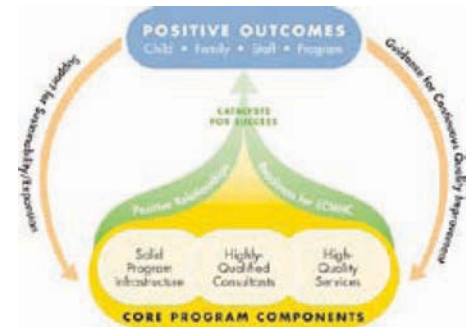 POSITIVE OUTCOMES
Child • Family • Staff • Program
Support for Sustainability/Expansion
Guidance for Continuous Quality Improvement
CATALYSTS
FOR SUCCESS
Positive Relationships
Readiness for ECMHC
Solid
Program
Infrastructure
Highly-
Qualified
Consultants
High-
Quality
Services
CORE PROGRAM COMPONENTS